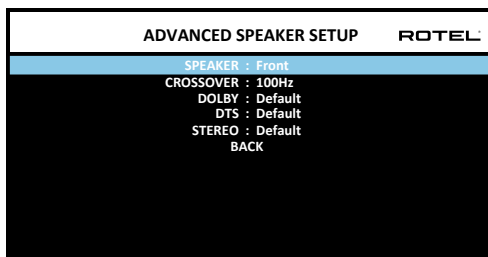 ADVANCED SPEAKER SETUP ROTEL
SPEAKER : Front
CROSSOVER : 100Hz
DOLBY : Default
DTS : Default
STEREO : Default
BACK